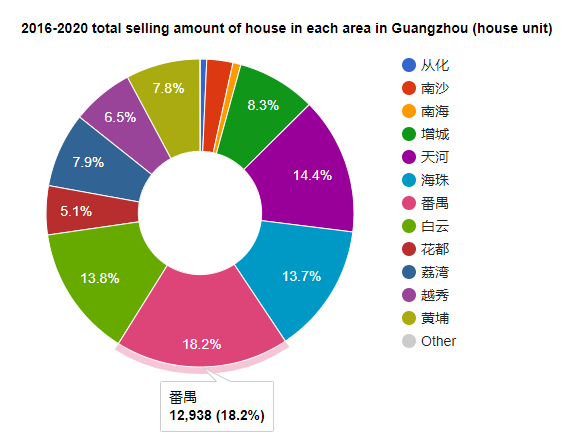 2016-2020 total selling amount of house in each area in Guangzhou (house unit)
从化
南沙
南海
增城
天河
海珠
番禺
白云
花都
荔湾
越秀
黄埔
Other
7.8%
8.3%
6.5%
14.4%
7.9%
5.1%
13.8%
13.7%
18.2%
番禺
12,938 (18.2%)